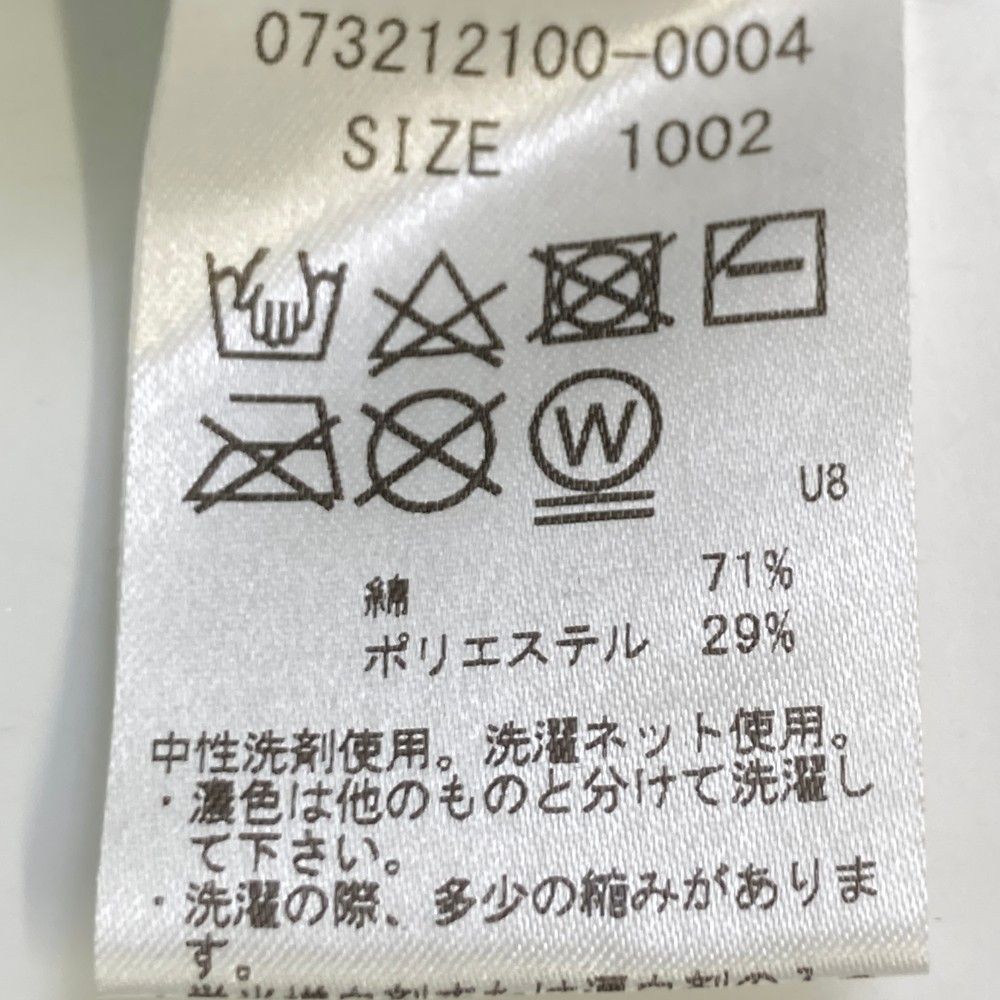 073212100-0004
SIZE 1002
W
U8
綿 71%
ポリエステル 29%
中性洗剤使用。洗濯ネット使用。
・濃色は他のものと分けて洗濯し
て下さい。
・洗濯の際、多少の縮みがありま
す。